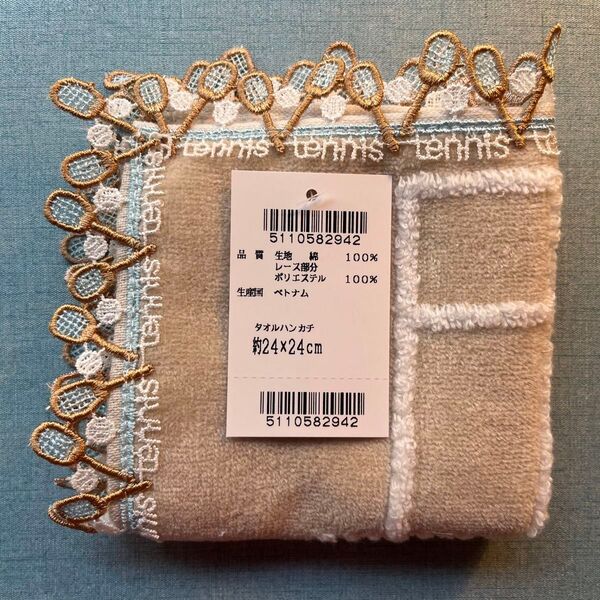 tennis tennis tennis
tennis
tennis
tennis
tennis
5110582942
品 質 生地 綿 100%
レース部分
ポリエステル 100%
生産国 ベトナム
タオルハンカチ
約24×24cm
5110582942